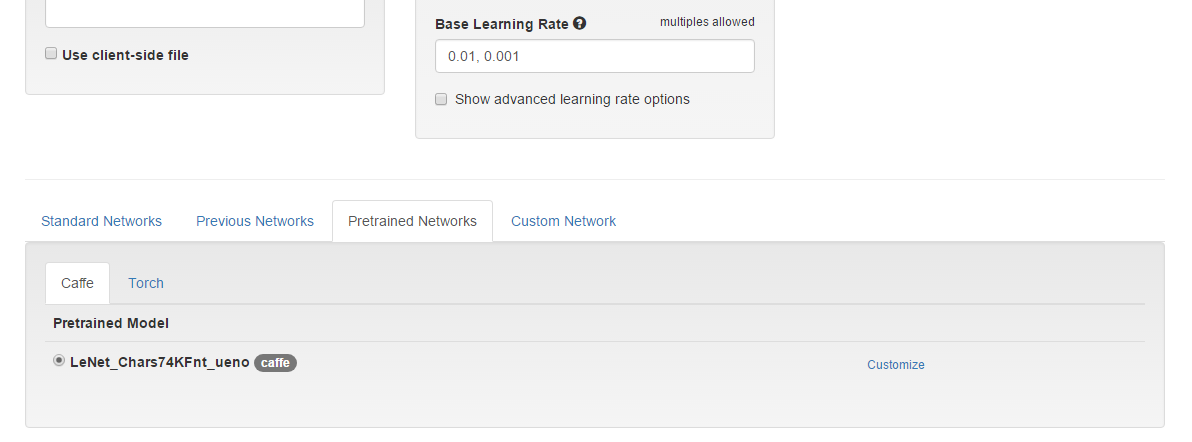 Use client-side file
Base Learning Rate multiples allowed
0.01, 0.001
Show advanced learning rate options
Standard Networks Previous Networks Pretrained Networks Custom Network
Caffe Torch
Pretrained Model
LeNet_Chars74KFnt_ueno caffe Customize